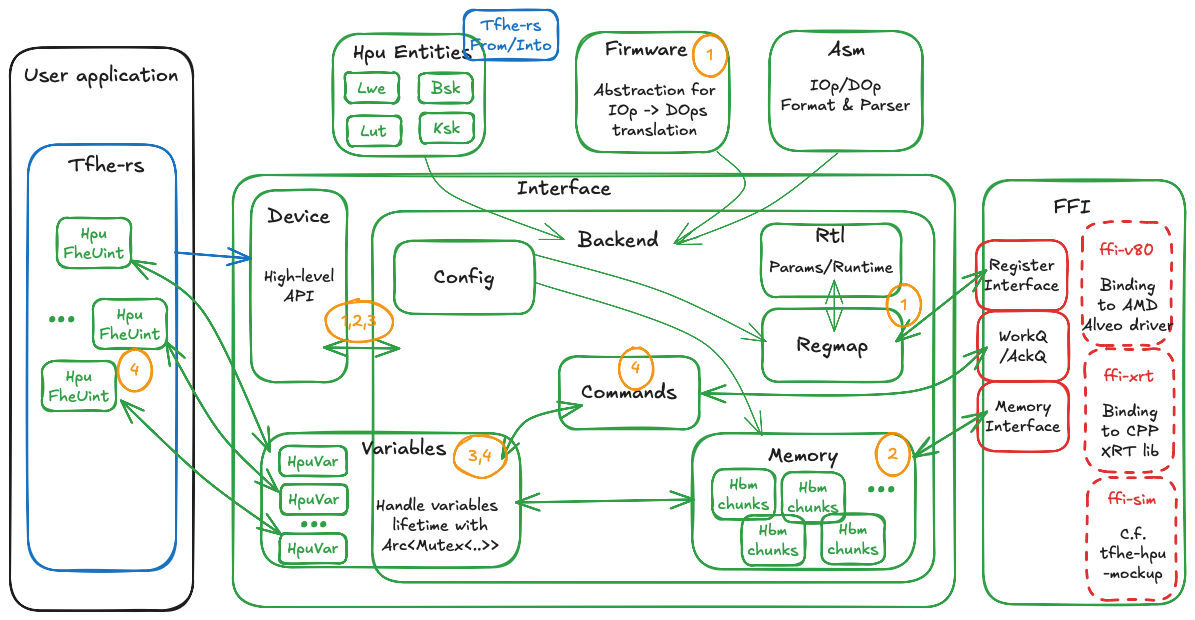 User application
Tfhe-rs
Hpu
FheUint
•••
Hpu
FheUint
Hpu
FheUint
4
Hpu Entities
Lwe
Bsk
Lut
Ksk
Tfhe-rs
From/Into
Firmware
1
Abstraction for
IOp -> DOps
translation
Asm
IOp/DOp
Format & Parser
Interface
Device
High-level
API
1,2,3
Backend
Config
Rtl
Params/Runtime
1
Regmap
4
Commands
Variables
3,4
HpuVar
HpuVar
•••
HpuVar
Handle variables
lifetime with
Arc<Mutex<..>>
Memory
2
Hbm
chunks
Hbm
chunks
•••
Hbm
chunks
Hbm
chunks
FFI
Register
Interface
WorkQ
/AckQ
Memory
Interface
ffi-v80
Binding
to AMD
Alveo driver
ffi-xrt
Binding
to CPP
XRT lib
ffi-sim
C.f.
tfhe-hpu
-mockup